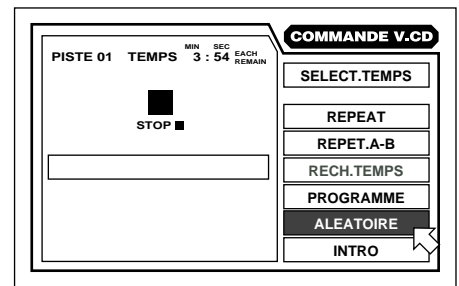 COMMANDE V.CD
PISTE 01 TEMPS MIN 3 : SEC 54 EACH REMAIN
STOP
SELECT.TEMPS
REPEAT
REPET.A-B
RECH.TEMPS
PROGRAMME
ALEATOIRE
INTRO